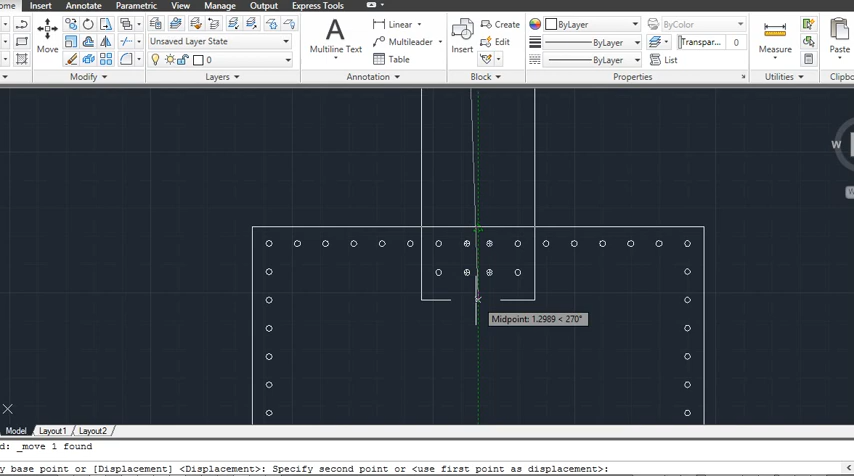 ome Insert Annotate Parametric View Manage Output Express Tools
Move
Modify
Unsaved Layer State
0
Layers
A
Multiline Text
Linear
Multileader
Table
Annotation
Insert
Create
Edit
Block
ByLayer
ByLayer
ByLayer
ByColor
Transpar... 0
List
Properties
Measure
Utilities
Paste
Clipbo
W
W
Midpoint: 1.2989 < 270°
Model Layout1 Layout2
d: _move 1 found
y base point or [Displacement] <Displacement>: Specify second point or <use first point as displacement>: